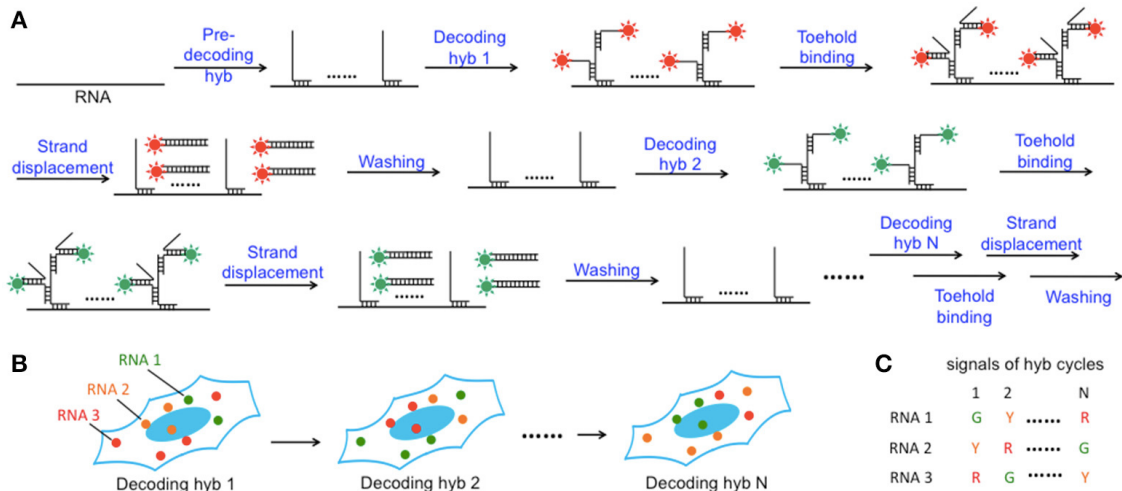 A
Pre-
decoding
hyb
Decoding
hyb 1
Toehold
binding
RNA
......
......
......
Strand
displacement
......
Washing
......
Decoding
hyb 2
......
Toehold
binding
......
Strand
displacement
......
Washing
......
......
Decoding
hyb N
Toehold
binding
Strand
displacement
Washing
B
RNA 1
RNA 2
RNA 3
Decoding hyb 1
Decoding hyb 2
......
Decoding hyb N
C
signals of hyb cycles
1 2 N
RNA 1 G Y ...... R
RNA 2 Y R ...... G
RNA 3 R G ...... Y